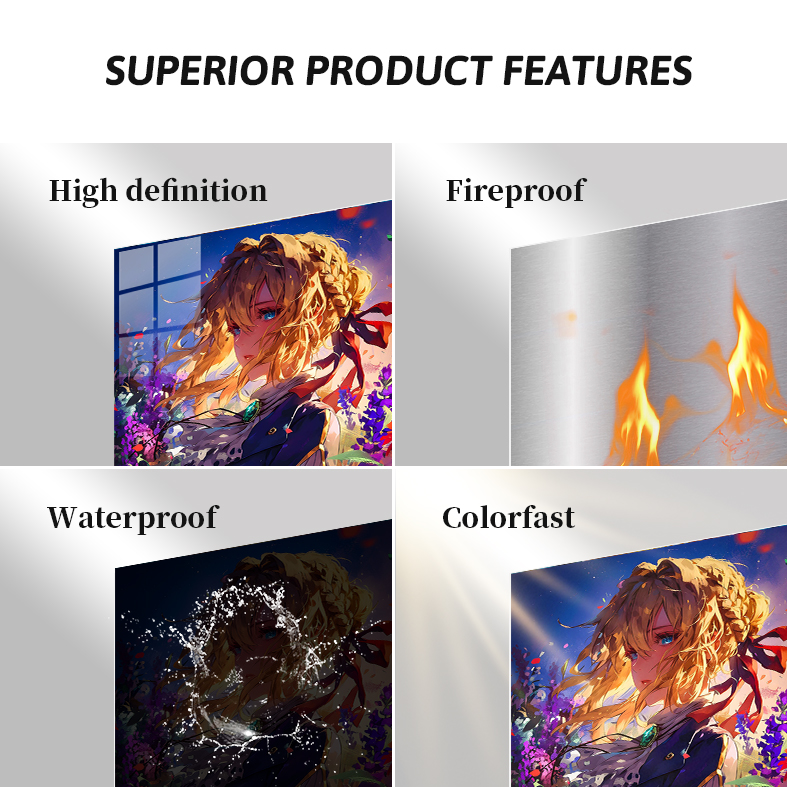 SUPERIOR PRODUCT FEATURES
High definition
Fireproof
Waterproof
Colorfast